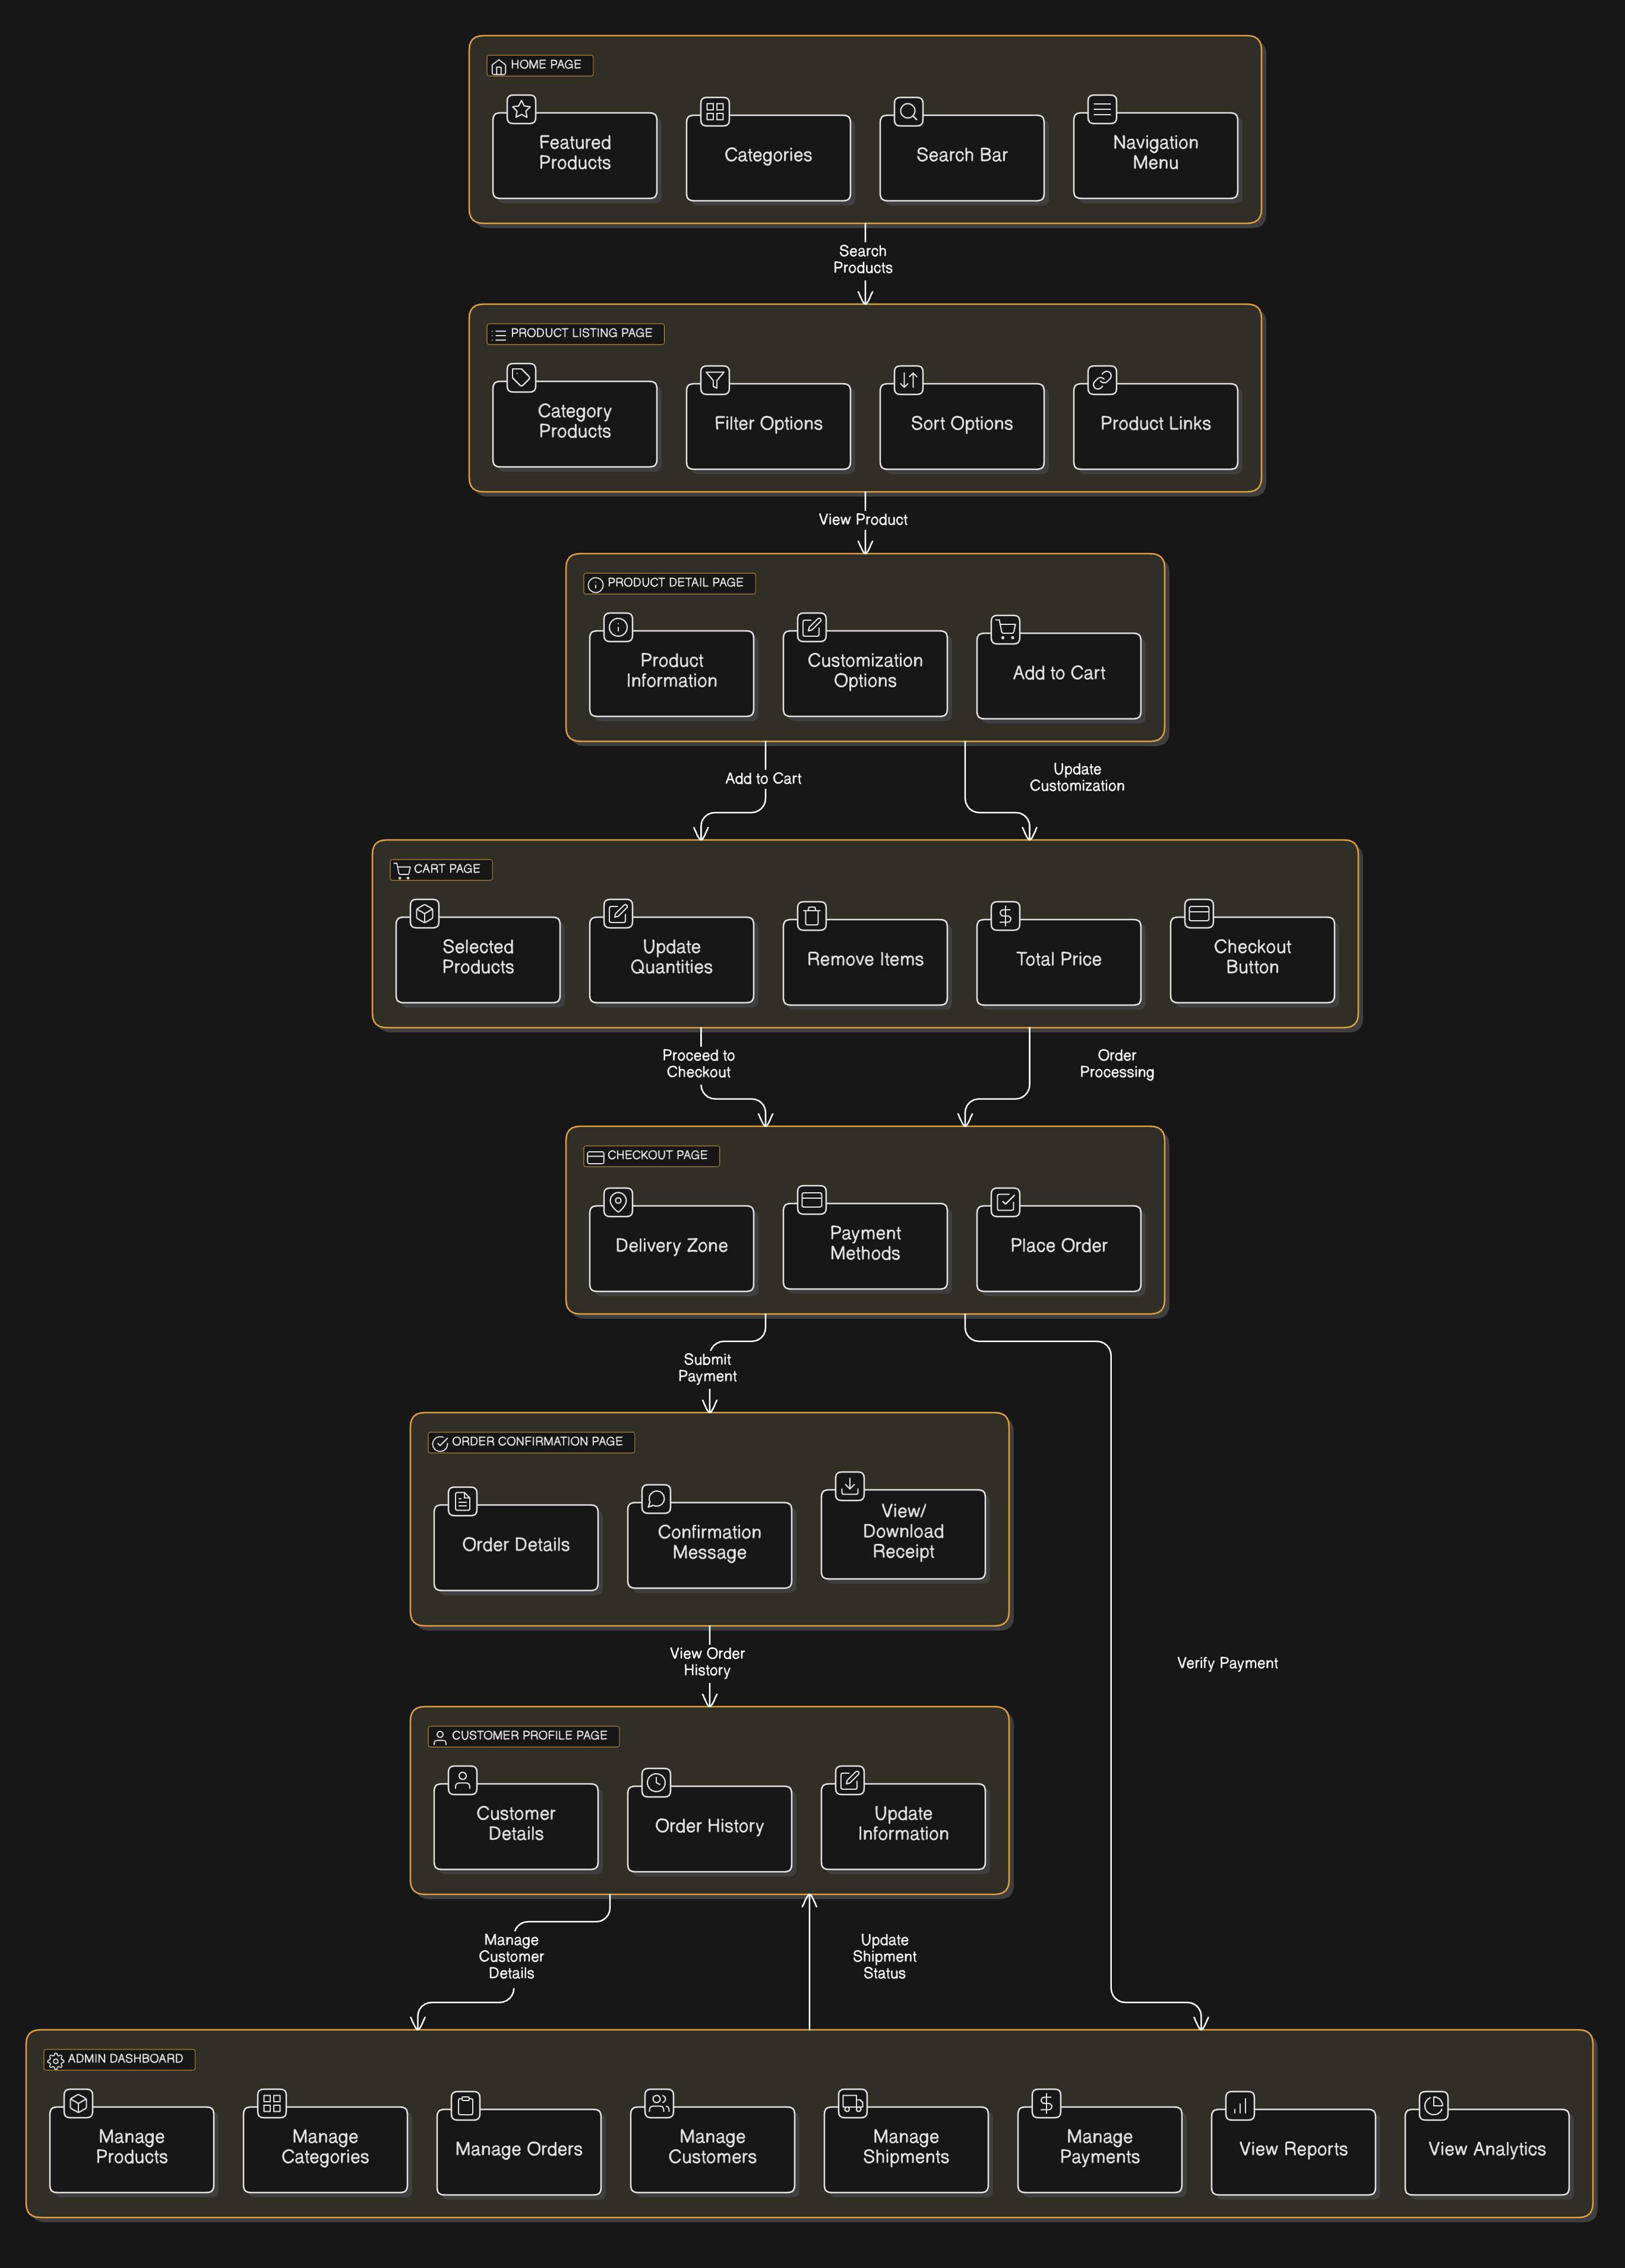 HOME PAGE
Featured
Products
Categories
Search Bar
Navigation
Menu
Search
Products
PRODUCT LISTING PAGE
Category
Products
Filter Options
Sort Options
Product Links
View Product
PRODUCT DETAIL PAGE
Product
Information
Customization
Options
Add to Cart
Add to Cart
Update
Customization
CART PAGE
Selected
Products
Update
Quantities
Remove Items
Total Price
Checkout
Button
Proceed to
Checkout
Order
Processing
CHECKOUT PAGE
Delivery Zone
Payment
Methods
Place Order
Submit
Payment
ORDER CONFIRMATION PAGE
Order Details
Confirmation
Message
View/
Download
Receipt
View Order
History
Verify Payment
CUSTOMER PROFILE PAGE
Customer
Details
Order History
Update
Information
Manage
Customer
Details
Update
Shipment
Status
ADMIN DASHBOARD
Manage
Products
Manage
Categories
Manage Orders
Manage
Customers
Manage
Shipments
Manage
Payments
View Reports
View Analytics